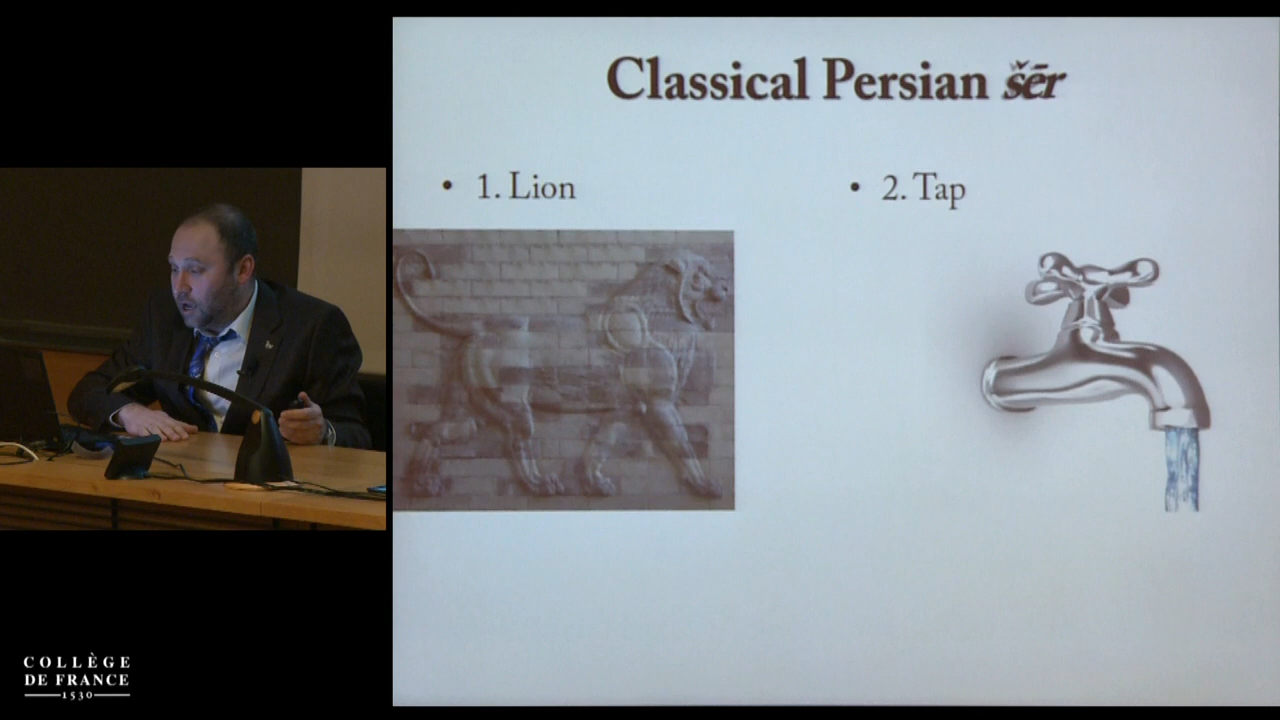 Classical Persian šēr
• 1. Lion
• 2. Tap
COLLÈGE
DE FRANCE
1530